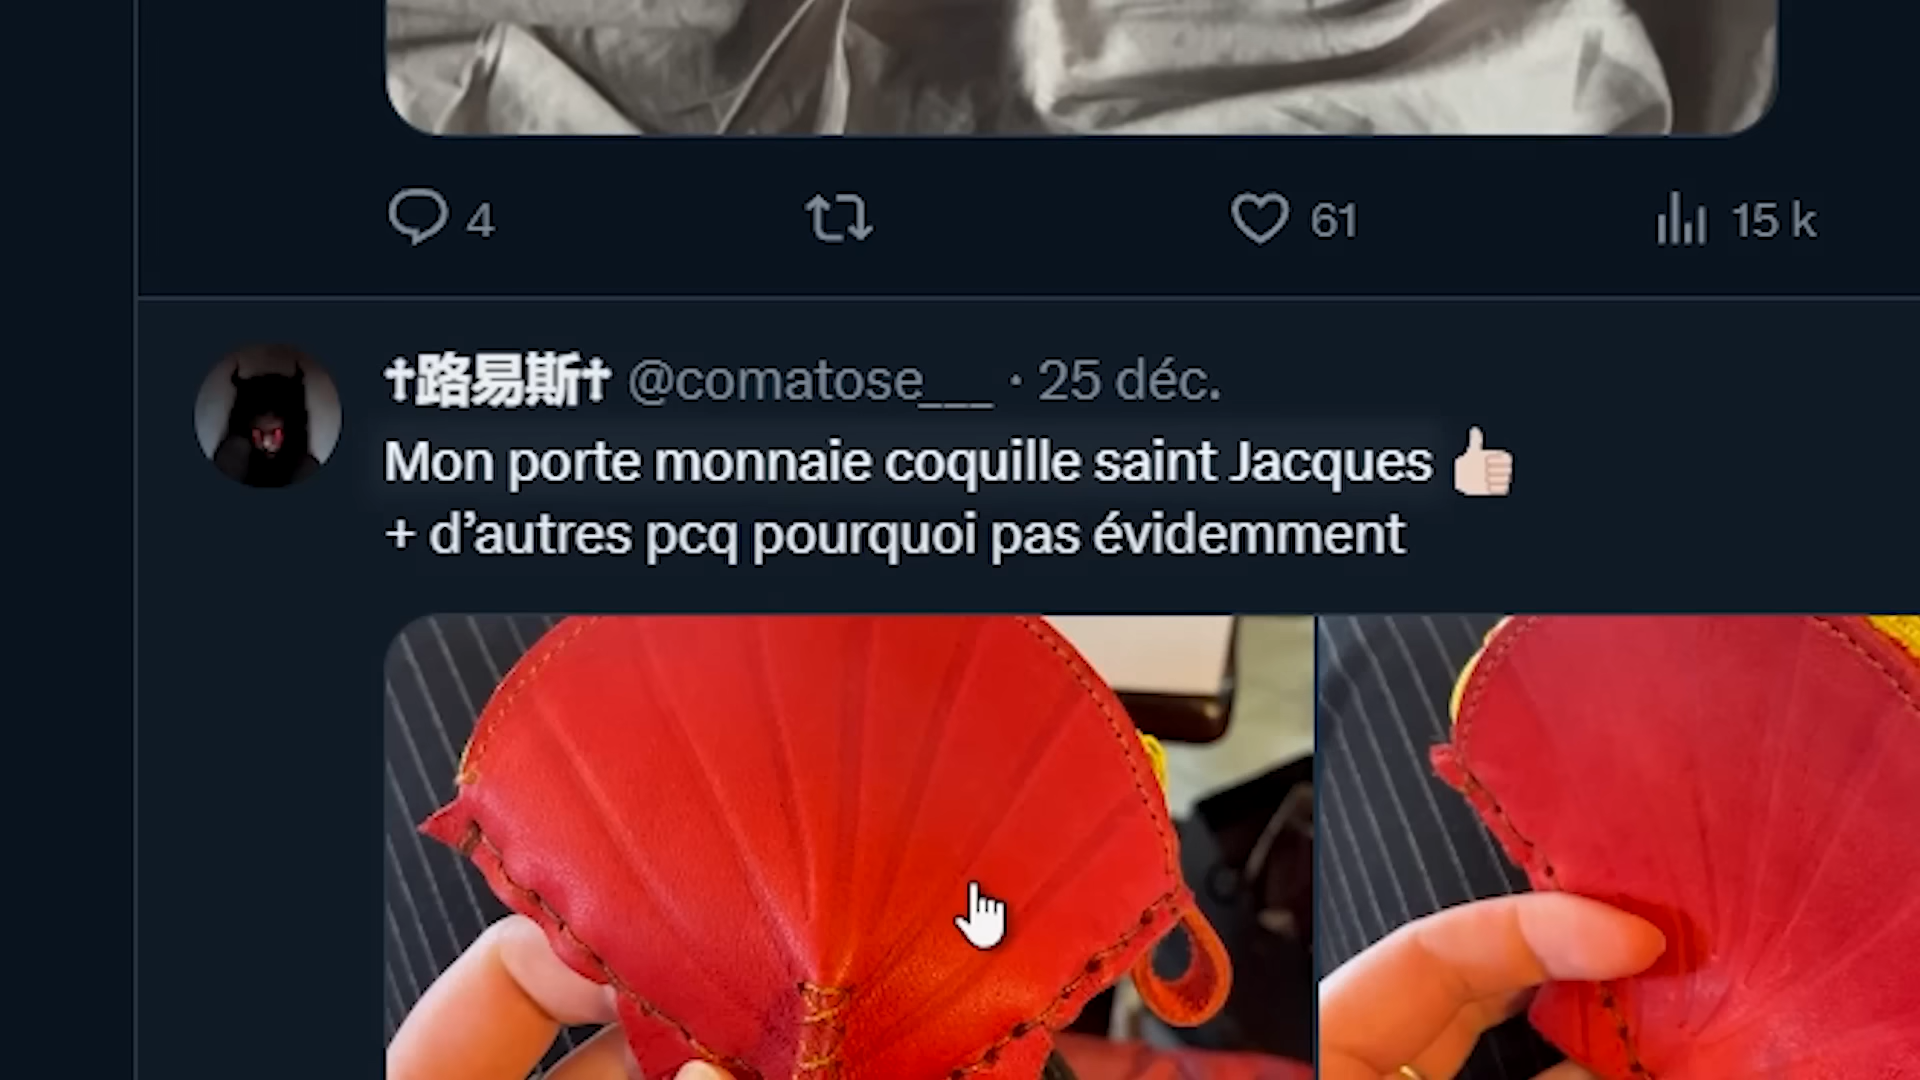 4 61 15 k
†路易斯† @comatose___ · 25 déc.
Mon porte monnaie coquille saint Jacques 👍🏻
+ d’autres pcq pourquoi pas évidemment